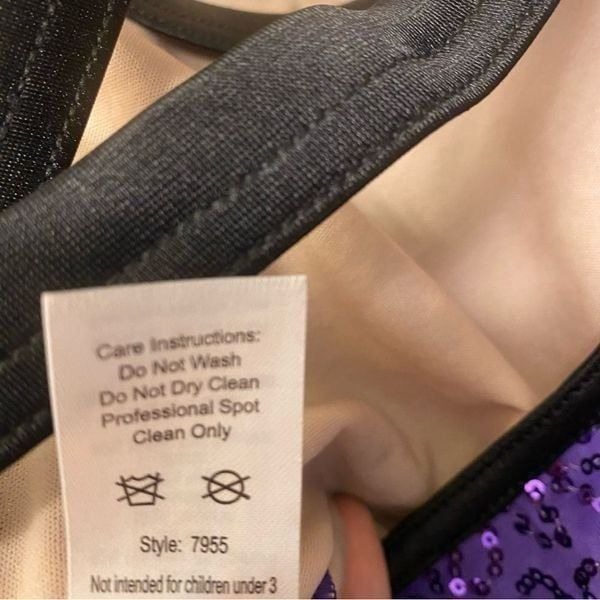 Care Instructions:
Do Not Wash
Do Not Dry Clean
Professional Spot
Clean Only
Style: 7955
Not intended for children under 3